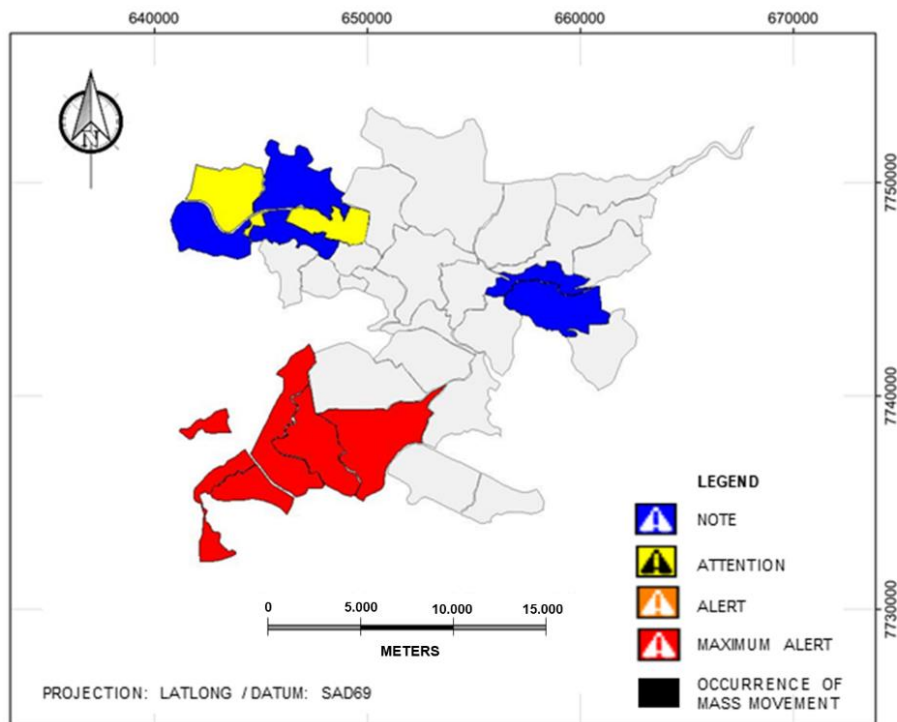 640000 650000 660000 670000
N
7750000
7740000
7730000
LEGEND
NOTE
ATTENTION
ALERT
MAXIMUM ALERT
OCCURRENCE OF
MASS MOVEMENT
0 5.000 10.000 15.000
METERS
PROJECTION: LATLONG / DATUM: SAD69